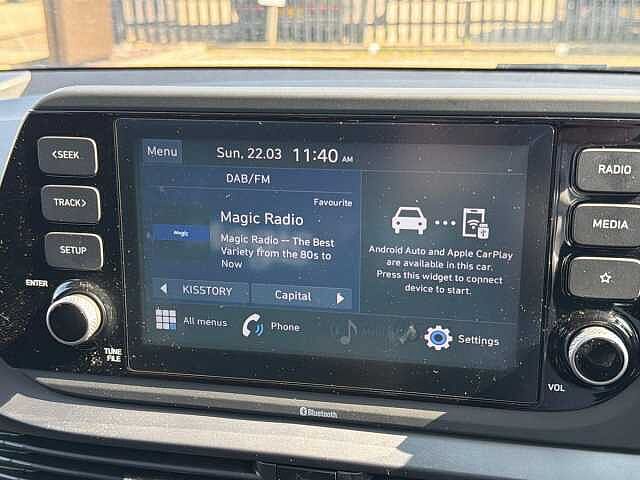 <SEEK
TRACK>
SETUP
ENTER
TUNE
FILE
Menu
Sun, 22.03 11:40 AM
DAB/FM
Favourite
Magic Radio
Magic
Magic Radio -- The Best
Variety from the 80s to
Now
KISSTORY
Capital
Android Auto and Apple CarPlay
are available in this car.
Press this widget to connect
device to start.
All menus
Phone
Settings
RADIO
MEDIA
VOL
Bluetooth